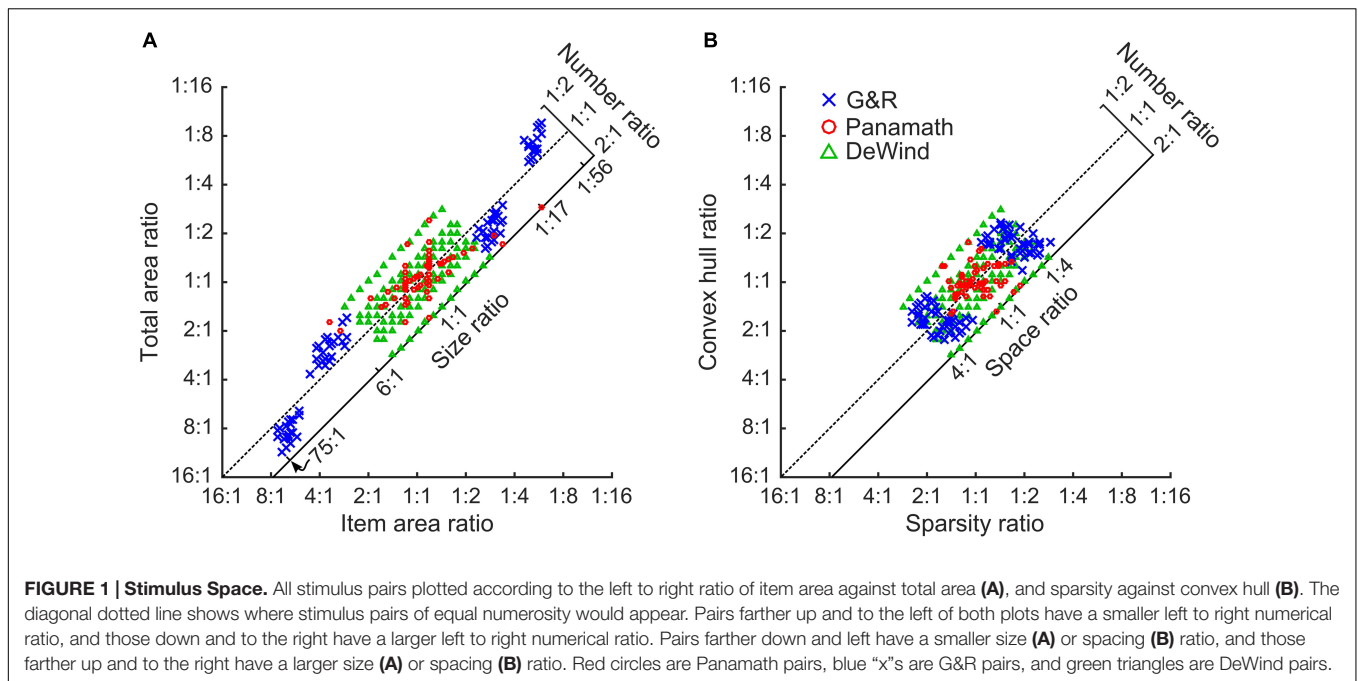 A
B
Number ratio
1:2
1:1
2:1
1:16
1:8
1:4
1:2
1:1
2:1
4:1
8:1
16:1
Total area ratio
1:56
1:17
1:1
6:1
75:1
Size ratio
16:1 8:1 4:1 2:1 1:1 1:2 1:4 1:8 1:16
Item area ratio
Number ratio
1:2
1:1
2:1
G&R
Panamath
DeWind
1:16
1:8
1:4
1:2
1:1
2:1
4:1
8:1
16:1
Convex hull ratio
1:4
1:1
4:1
Space ratio
16:1 8:1 4:1 2:1 1:1 1:2 1:4 1:8 1:16
Sparsity ratio
FIGURE 1 | Stimulus Space. All stimulus pairs plotted according to the left to right ratio of item area against total area (A), and sparsity against convex hull (B). The
diagonal dotted line shows where stimulus pairs of equal numerosity would appear. Pairs farther up and to the left of both plots have a smaller left to right numerical
ratio, and those down and to the right have a larger left to right numerical ratio. Pairs farther down and left have a smaller size (A) or spacing (B) ratio, and those
farther up and to the right have a larger size (A) or spacing (B) ratio. Red circles are Panamath pairs, blue “x”s are G&R pairs, and green triangles are DeWind pairs.